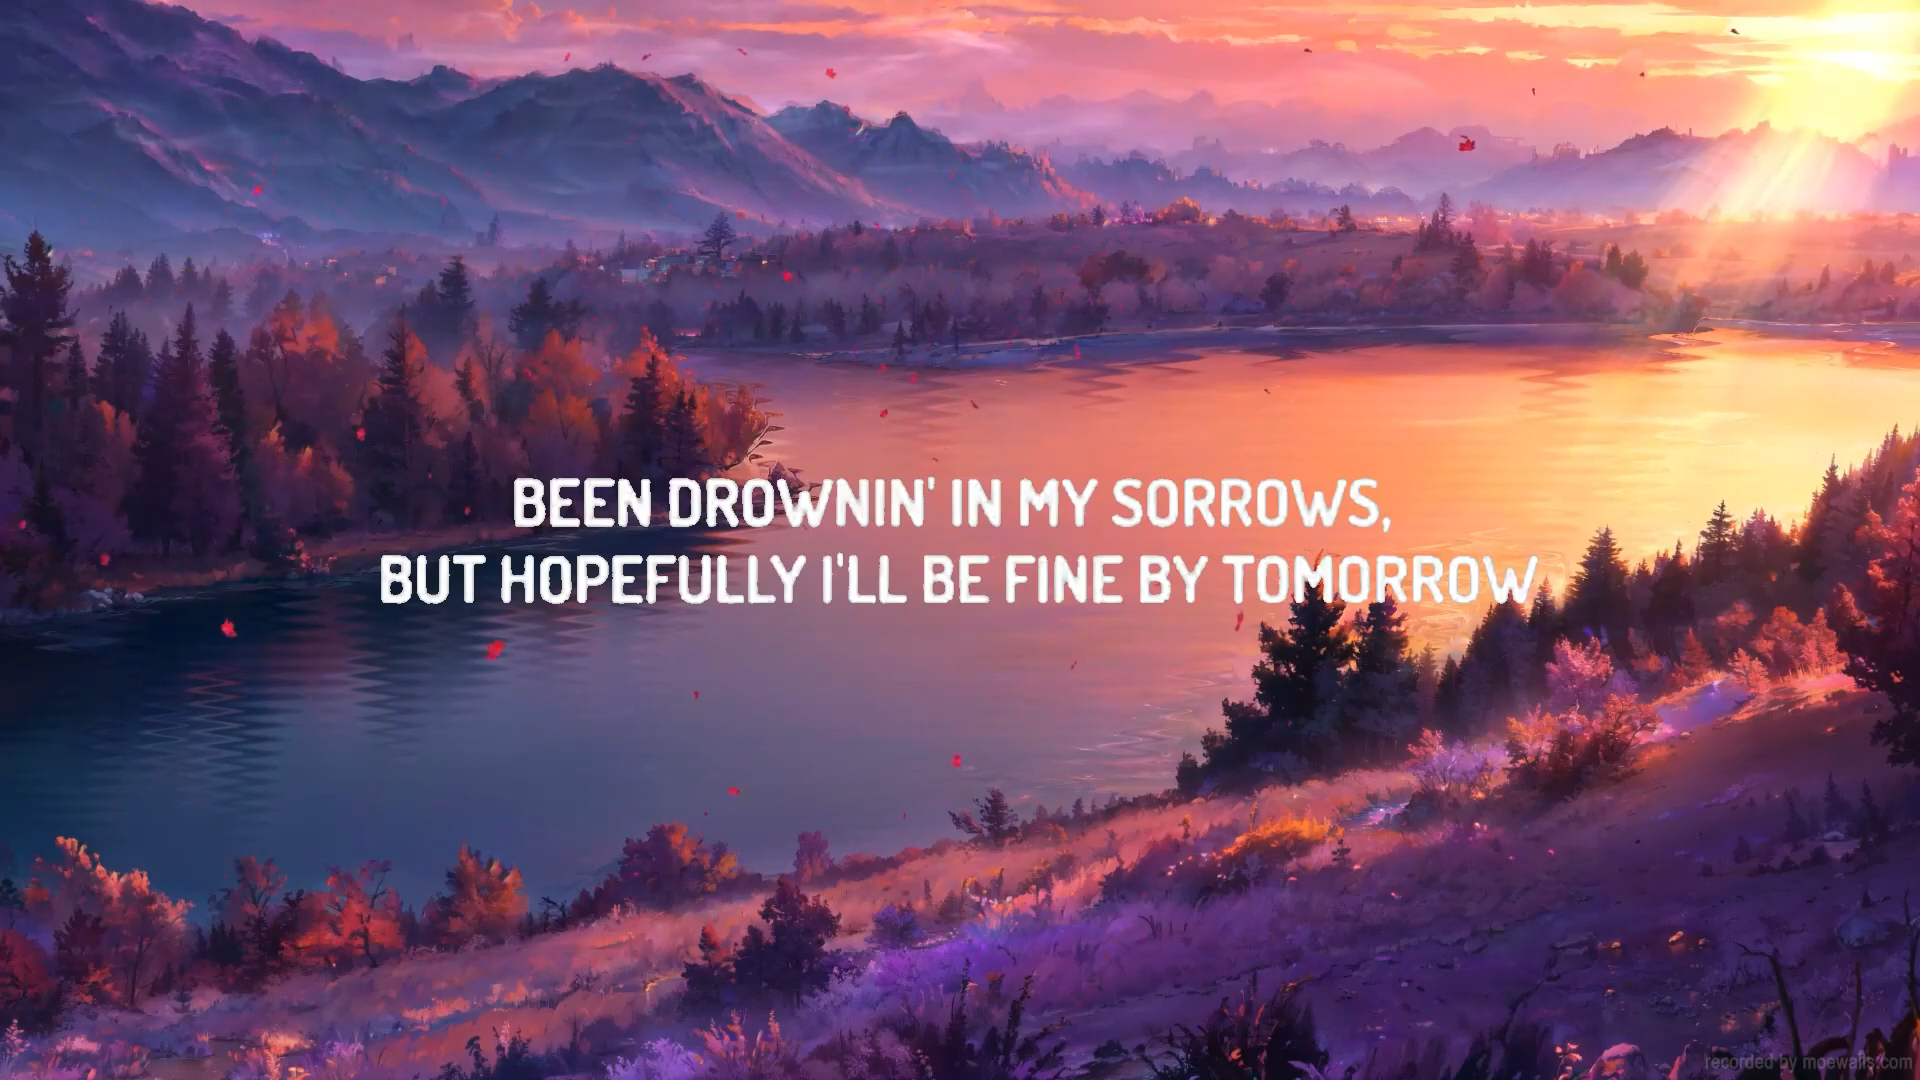 BEEN DROWNIN' IN MY SORROWS,
BUT HOPEFULLY I'LL BE FINE BY TOMORROW
recorded by moewalls.com